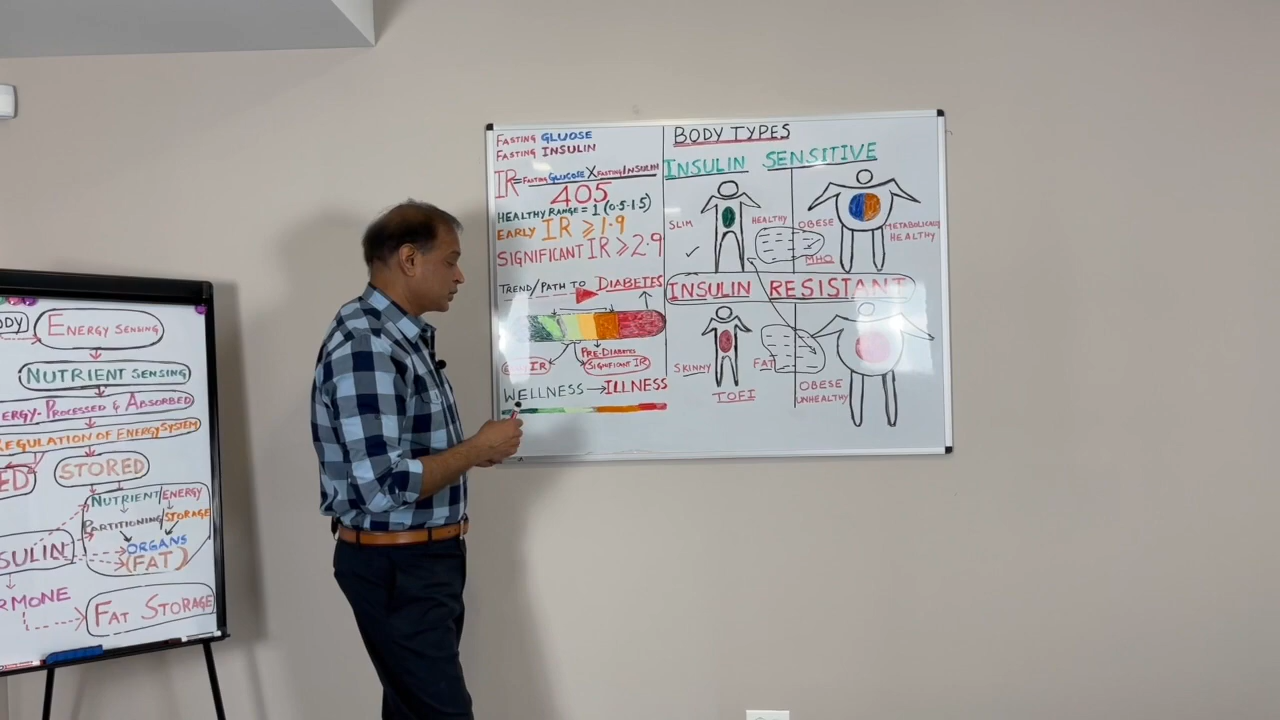 ODY
ENERGY SENSING
NUTRIENT SENSING
ERGY-PROCESSED & ABSORBED
REGULATION OF ENERGY SYSTEM
ED
STORED
NUTRIENT/ENERGY
PARTITIONING/STORAGE
SULIN
ORGANS
(FAT)
RMONE
FAT STORAGE
FASTING GLUCOSE
FASTING INSULIN
IR = FASTING GLUCOSE X FASTING INSULIN
405
HEALTHY RANGE = 1 (0.5-1.5)
EARLY IR ⩾1.9
SIGNIFICANT IR ⩾2.9
TREND/PATH TO DIABETES
IR
PRE-DIABETES
SIGNIFICANT IR
WELLNESS → ILLNESS
BODY TYPES
INSULIN SENSITIVE
SLIM
HEALTHY
OBESE
METABOLICALLY
HEALTHY
MHO
INSULIN RESISTANT
SKINNY
FAT
TOFI
OBESE
UNHEALTHY